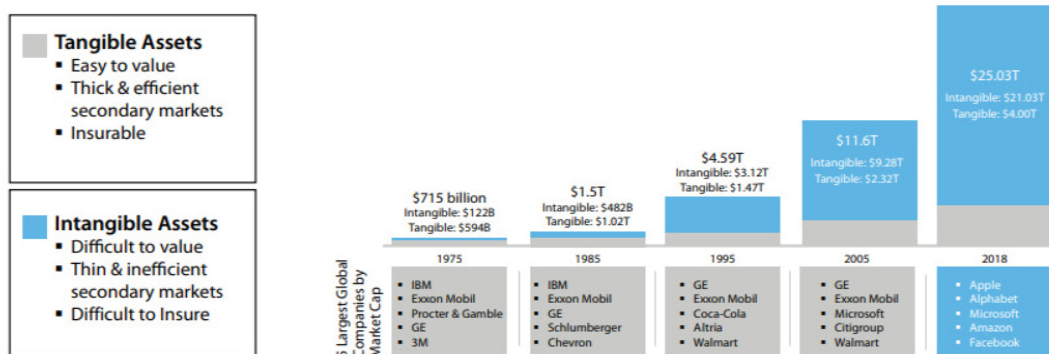 Tangible Assets
▪ Easy to value
▪ Thick & efficient
secondary markets
▪ Insurable
Intangible Assets
▪ Difficult to value
▪ Thin & inefficient
secondary markets
▪ Difficult to Insure
$715 billion
Intangible: $122B
Tangible: $594B
$1.5T
Intangible: $482B
Tangible: $1.02T
$4.59T
Intangible: $3.12T
Tangible: $1.47T
$11.6T
Intangible: $9.28T
Tangible: $2.32T
$25.03T
Intangible: $21.03T
Tangible: $4.00T
5 Largest Global
Companies by
Market Cap
1975
▪ IBM
▪ Exxon Mobil
▪ Procter & Gamble
▪ GE
▪ 3M
1985
▪ IBM
▪ Exxon Mobil
▪ GE
▪ Schlumberger
▪ Chevron
1995
▪ GE
▪ Exxon Mobil
▪ Coca-Cola
▪ Altria
▪ Walmart
2005
▪ GE
▪ Exxon Mobil
▪ Microsoft
▪ Citigroup
▪ Walmart
2018
▪ Apple
▪ Alphabet
▪ Microsoft
▪ Amazon
▪ Facebook